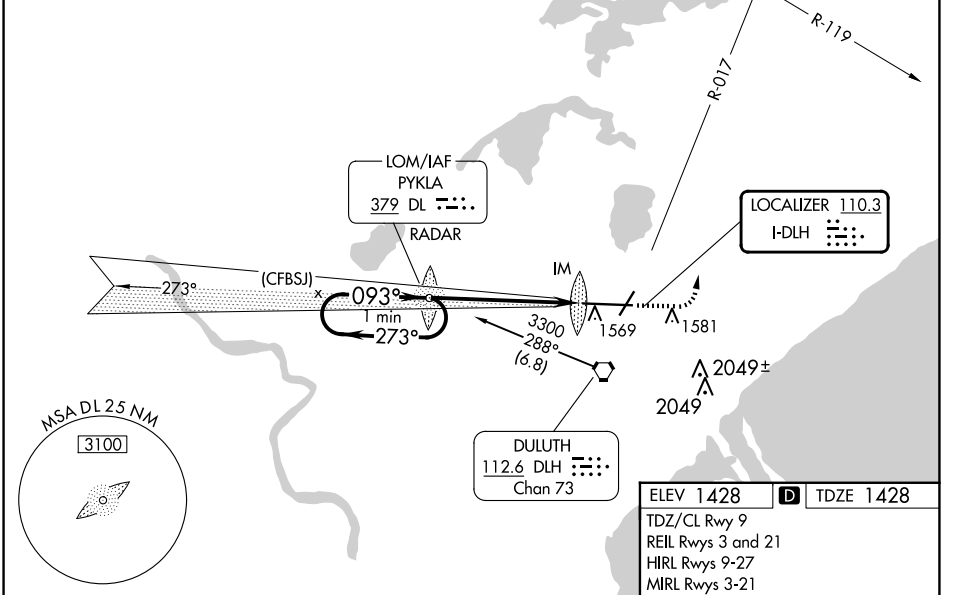 R-119
R-017
LOM/IAF
PYKLA
379 DL
RADAR
LOCALIZER 110.3
I-DLH
IM
(CFBSJ)
273°
x
093°
1 min
273°
1569
1581
3300
288°
(6.8)
2049±
2049
MSA DL 25 NM
3100
DULUTH
112.6 DLH
Chan 73
ELEV 1428 D TDZE 1428
TDZ/CL Rwy 9
REIL Rwys 3 and 21
HIRL Rwys 9-27
MIRL Rwys 3-21